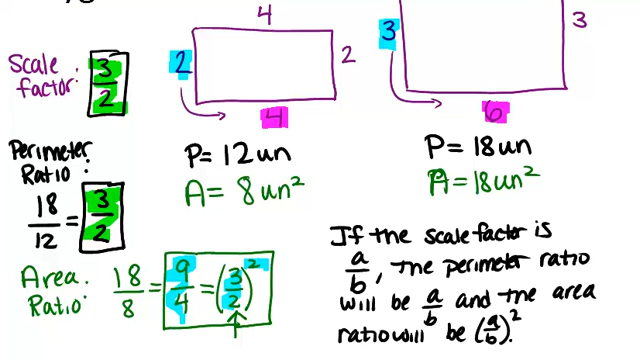 4
2
2
4
3
3
6
Scale
factor: 3/2
P = 12 un
A = 8 un²
P = 18 un
A = 18 un²
Perimeter
Ratio:
18/12 = 3/2
Area
Ratio: 18/8 = 9/4 = (3/2)²
If the scale factor is
a/b, the perimeter ratio
will be a/b and the area
ratio will be (a/b)².